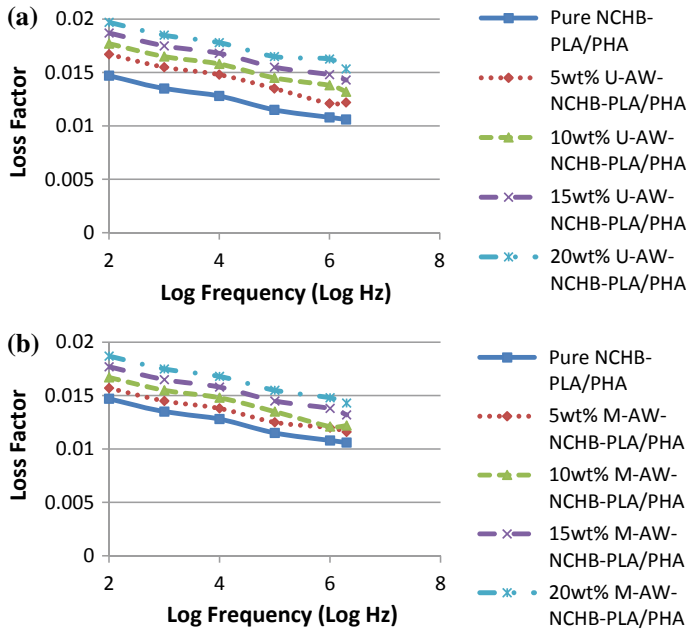 (a)
0.02
0.015
0.01
0.005
0
Loss Factor
2
4
6
8
Log Frequency (Log Hz)
Pure NCHB-
PLA/PHA
5wt% U-AW-
NCHB-PLA/PHA
10wt% U-AW-
NCHB-PLA/PHA
15wt% U-AW-
NCHB-PLA/PHA
20wt% U-AW-
NCHB-PLA/PHA
(b)
0.02
0.015
0.01
0.005
0
Loss Factor
2
4
6
8
Log Frequency (Log Hz)
Pure NCHB-
PLA/PHA
5wt% M-AW-
NCHB-PLA/PHA
10wt% M-AW-
NCHB-PLA/PHA
15wt% M-AW-
NCHB-PLA/PHA
20wt% M-AW-
NCHB-PLA/PHA